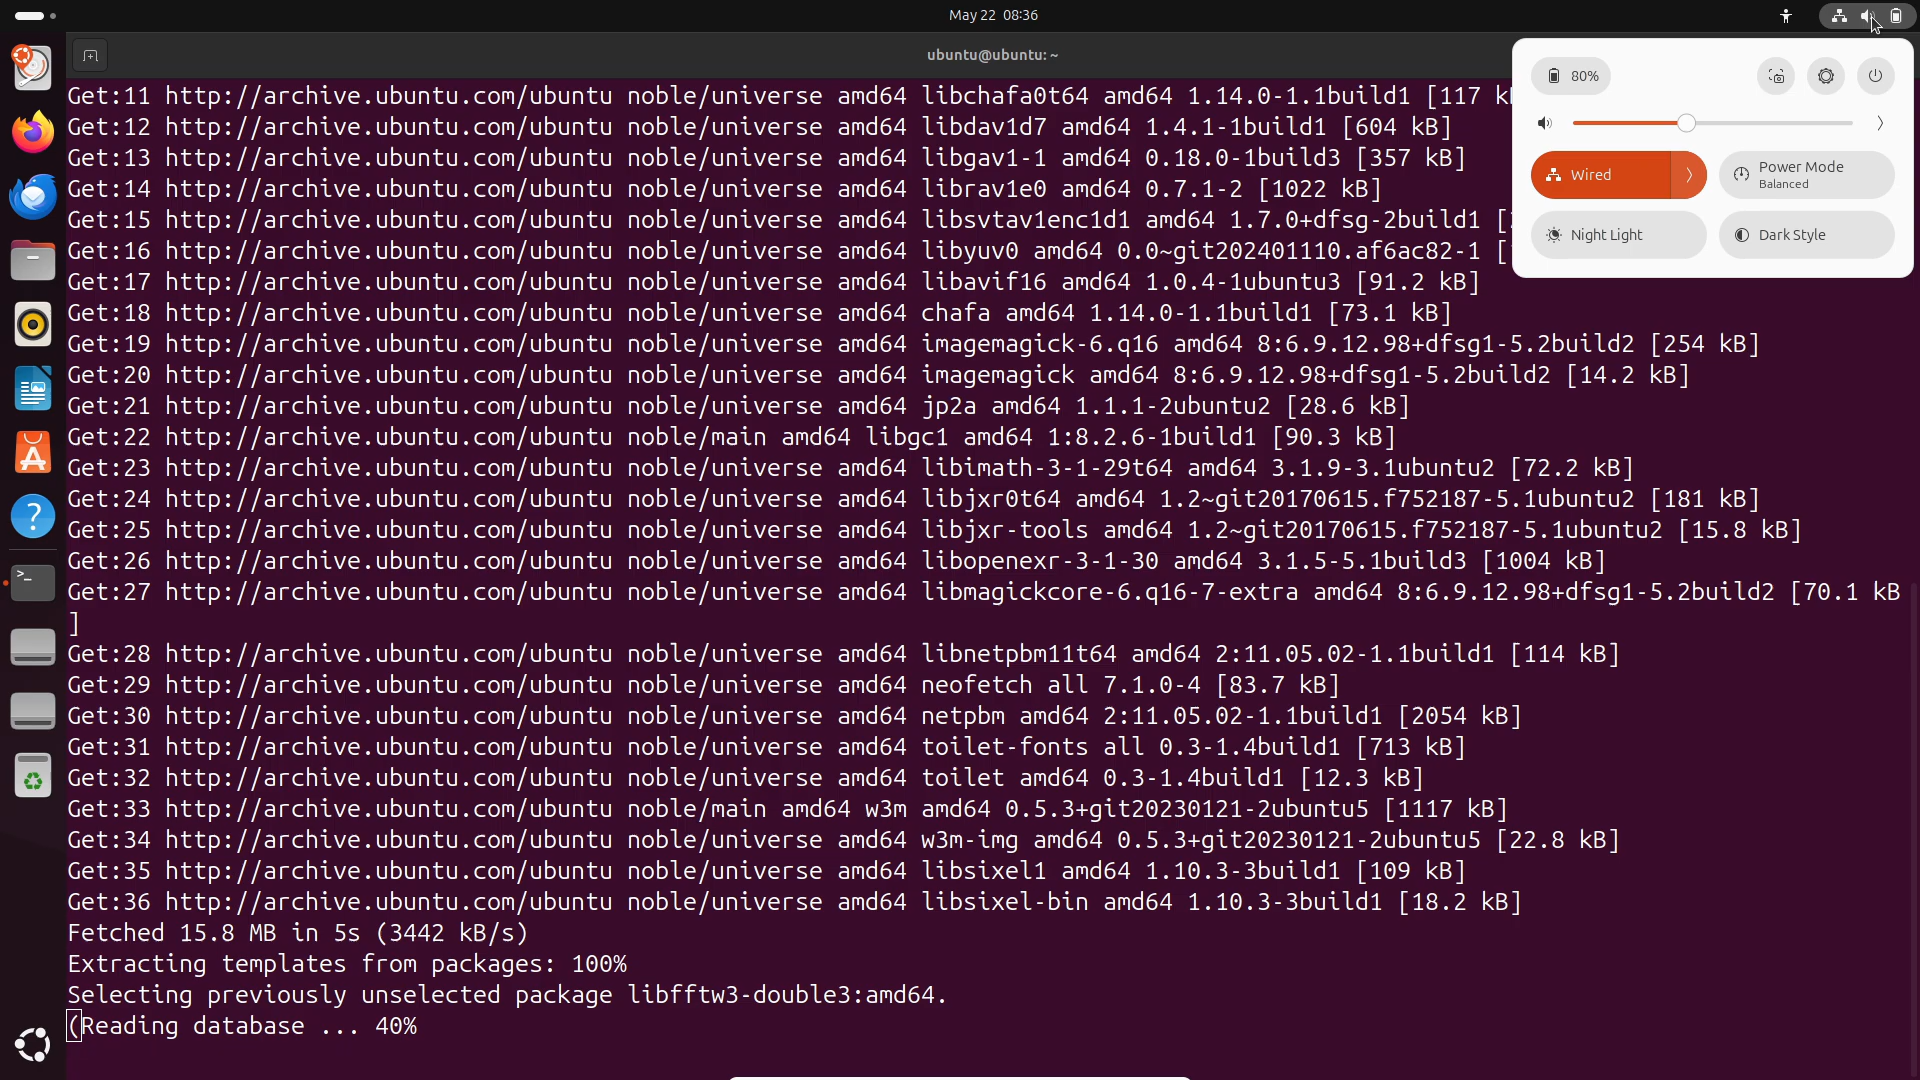 May 22 08:36
ubuntu@ubuntu: ~
80%
Wired
Power Mode
Balanced
Night Light
Dark Style
Get:11 http://archive.ubuntu.com/ubuntu noble/universe amd64 libchafa0t64 amd64 1.14.0-1.1build1 [117
Get:12 http://archive.ubuntu.com/ubuntu noble/universe amd64 libdav1d7 amd64 1.4.1-1build1 [604 kB]
Get:13 http://archive.ubuntu.com/ubuntu noble/universe amd64 libgav1-1 amd64 0.18.0-1build3 [357 kB]
Get:14 http://archive.ubuntu.com/ubuntu noble/universe amd64 librav1e0 amd64 0.7.1-2 [1022 kB]
Get:15 http://archive.ubuntu.com/ubuntu noble/universe amd64 libsvtav1enc1d1 amd64 1.7.0+dfsg-2build1 [
Get:16 http://archive.ubuntu.com/ubuntu noble/universe amd64 libyuv0 amd64 0.0~git202401110.af6ac82-1 [
Get:17 http://archive.ubuntu.com/ubuntu noble/universe amd64 libavif16 amd64 1.0.4-1ubuntu3 [91.2 kB]
Get:18 http://archive.ubuntu.com/ubuntu noble/universe amd64 chafa amd64 1.14.0-1.1build1 [73.1 kB]
Get:19 http://archive.ubuntu.com/ubuntu noble/universe amd64 imagemagick-6.q16 amd64 8:6.9.12.98+dfsg1-5.2build2 [254 kB]
Get:20 http://archive.ubuntu.com/ubuntu noble/universe amd64 imagemagick amd64 8:6.9.12.98+dfsg1-5.2build2 [14.2 kB]
Get:21 http://archive.ubuntu.com/ubuntu noble/universe amd64 jp2a amd64 1.1.1-2ubuntu2 [28.6 kB]
Get:22 http://archive.ubuntu.com/ubuntu noble/main amd64 libgc1 amd64 1:8.2.6-1build1 [90.3 kB]
Get:23 http://archive.ubuntu.com/ubuntu noble/universe amd64 libimath-3-1-29t64 amd64 3.1.9-3.1ubuntu2 [72.2 kB]
Get:24 http://archive.ubuntu.com/ubuntu noble/universe amd64 libjxr0t64 amd64 1.2~git20170615.f752187-5.1ubuntu2 [181 kB]
Get:25 http://archive.ubuntu.com/ubuntu noble/universe amd64 libjxr-tools amd64 1.2~git20170615.f752187-5.1ubuntu2 [15.8 kB]
Get:26 http://archive.ubuntu.com/ubuntu noble/universe amd64 libopenexr-3-1-30 amd64 3.1.5-5.1build3 [1004 kB]
Get:27 http://archive.ubuntu.com/ubuntu noble/universe amd64 libmagickcore-6.q16-7-extra amd64 8:6.9.12.98+dfsg1-5.2build2 [70.1 kB
]
Get:28 http://archive.ubuntu.com/ubuntu noble/universe amd64 libnetpbm11t64 amd64 2:11.05.02-1.1build1 [114 kB]
Get:29 http://archive.ubuntu.com/ubuntu noble/universe amd64 neofetch all 7.1.0-4 [83.7 kB]
Get:30 http://archive.ubuntu.com/ubuntu noble/universe amd64 netpbm amd64 2:11.05.02-1.1build1 [2054 kB]
Get:31 http://archive.ubuntu.com/ubuntu noble/universe amd64 toilet-fonts all 0.3-1.4build1 [713 kB]
Get:32 http://archive.ubuntu.com/ubuntu noble/universe amd64 toilet amd64 0.3-1.4build1 [12.3 kB]
Get:33 http://archive.ubuntu.com/ubuntu noble/main amd64 w3m amd64 0.5.3+git20230121-2ubuntu5 [1117 kB]
Get:34 http://archive.ubuntu.com/ubuntu noble/universe amd64 w3m-img amd64 0.5.3+git20230121-2ubuntu5 [22.8 kB]
Get:35 http://archive.ubuntu.com/ubuntu noble/universe amd64 libsixel1 amd64 1.10.3-3build1 [109 kB]
Get:36 http://archive.ubuntu.com/ubuntu noble/universe amd64 libsixel-bin amd64 1.10.3-3build1 [18.2 kB]
Fetched 15.8 MB in 5s (3442 kB/s)
Extracting templates from packages: 100%
Selecting previously unselected package libfftw3-double3:amd64.
(Reading database ... 40%